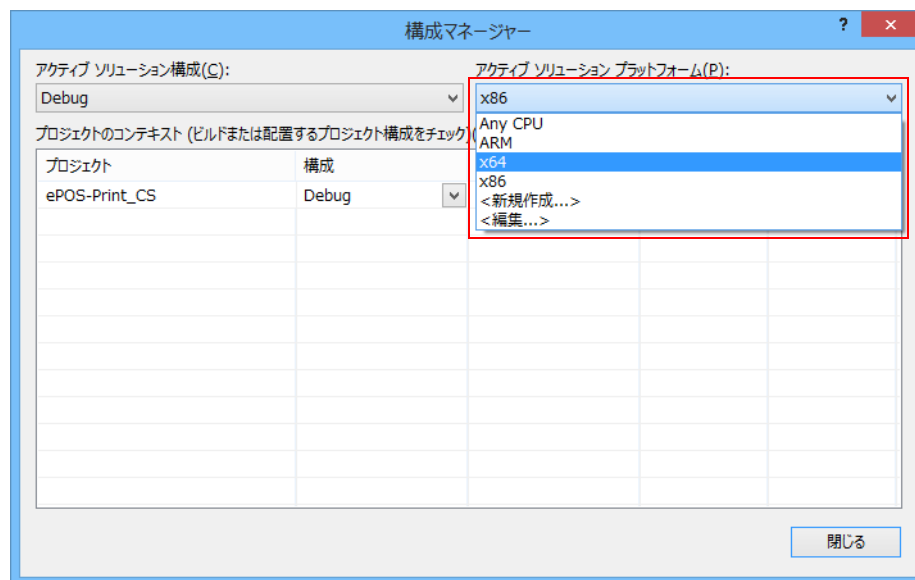 構成マネージャー
?
アクティブ ソリューション構成(C):
アクティブ ソリューション プラットフォーム(P):
Debug
x86
プロジェクトのコンテキスト (ビルドまたは配置するプロジェクト構成をチェック)(
Any CPU
ARM
x64
x86
<新規作成...>
<編集...>
プロジェクト
構成
ePOS-Print_CS
Debug
閉じる